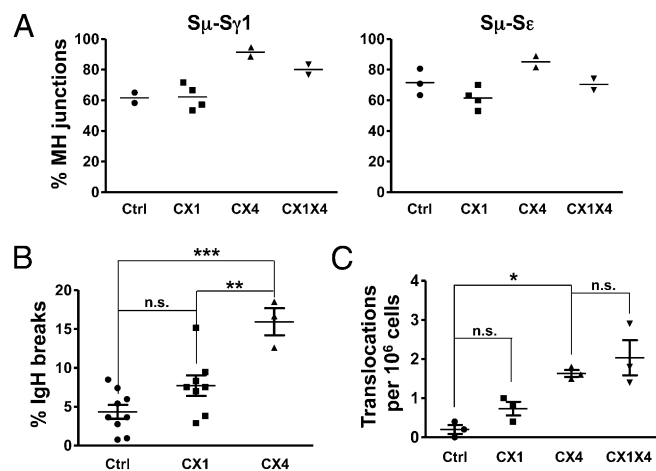 A
Sμ-Sγ1
Sμ-Sε
% MH junctions
100
80
60
40
20
0
Ctrl CX1 CX4 CX1X4
100
80
60
40
20
0
Ctrl CX1 CX4 CX1X4
B
% IgH breaks
20
15
10
5
0
***
n.s.
**
Ctrl CX1 CX4
C
Translocations
per 10⁶ cells
4
3
2
1
0
*
n.s.
n.s.
Ctrl CX1 CX4 CX1X4